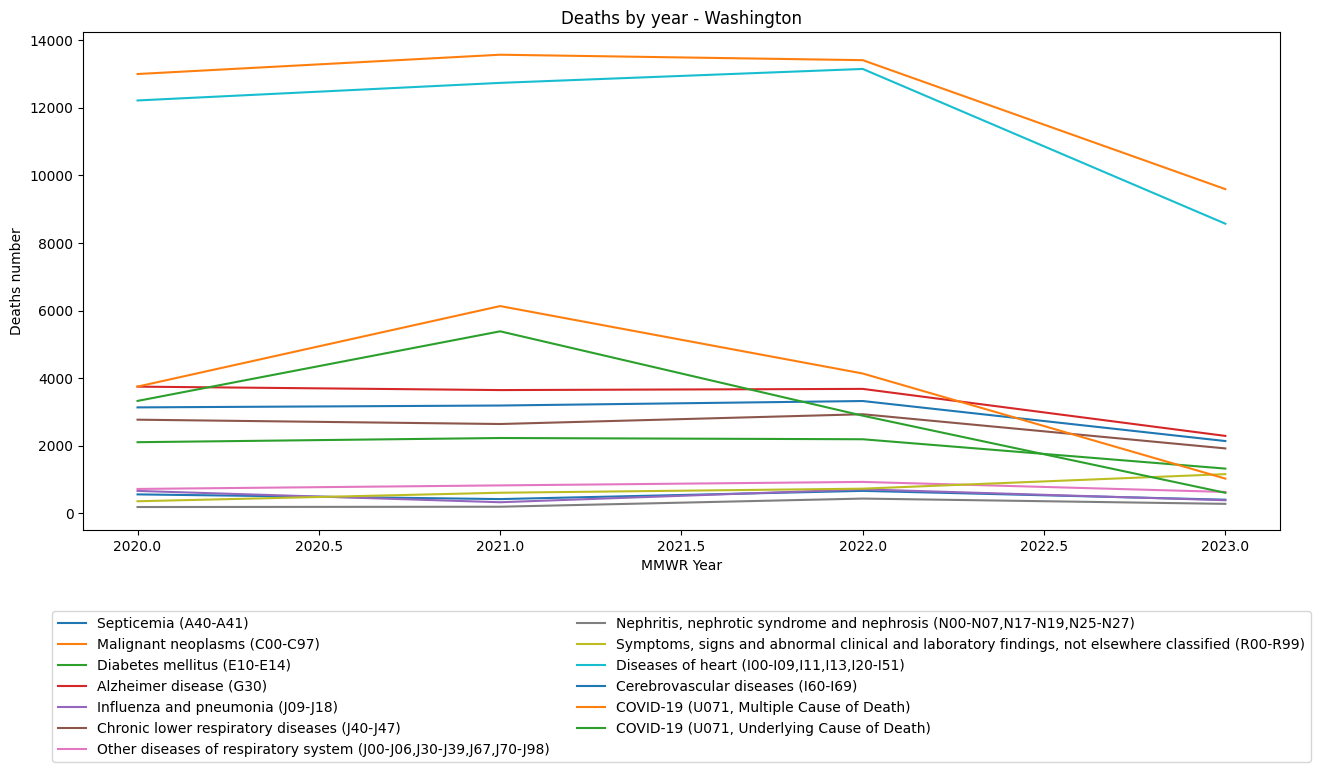 Deaths by year - Washington
14000
12000
10000
8000
6000
4000
2000
0
Deaths number
2020.0
2020.5
2021.0
2021.5
2022.0
2022.5
2023.0
MMWR Year
Septicemia (A40-A41)
Malignant neoplasms (C00-C97)
Diabetes mellitus (E10-E14)
Alzheimer disease (G30)
Influenza and pneumonia (J09-J18)
Chronic lower respiratory diseases (J40-J47)
Other diseases of respiratory system (J00-J06,J30-J39,J67,J70-J98)
Nephritis, nephrotic syndrome and nephrosis (N00-N07,N17-N19,N25-N27)
Symptoms, signs and abnormal clinical and laboratory findings, not elsewhere classified (R00-R99)
Diseases of heart (I00-I09,I11,I13,I20-I51)
Cerebrovascular diseases (I60-I69)
COVID-19 (U071, Multiple Cause of Death)
COVID-19 (U071, Underlying Cause of Death)